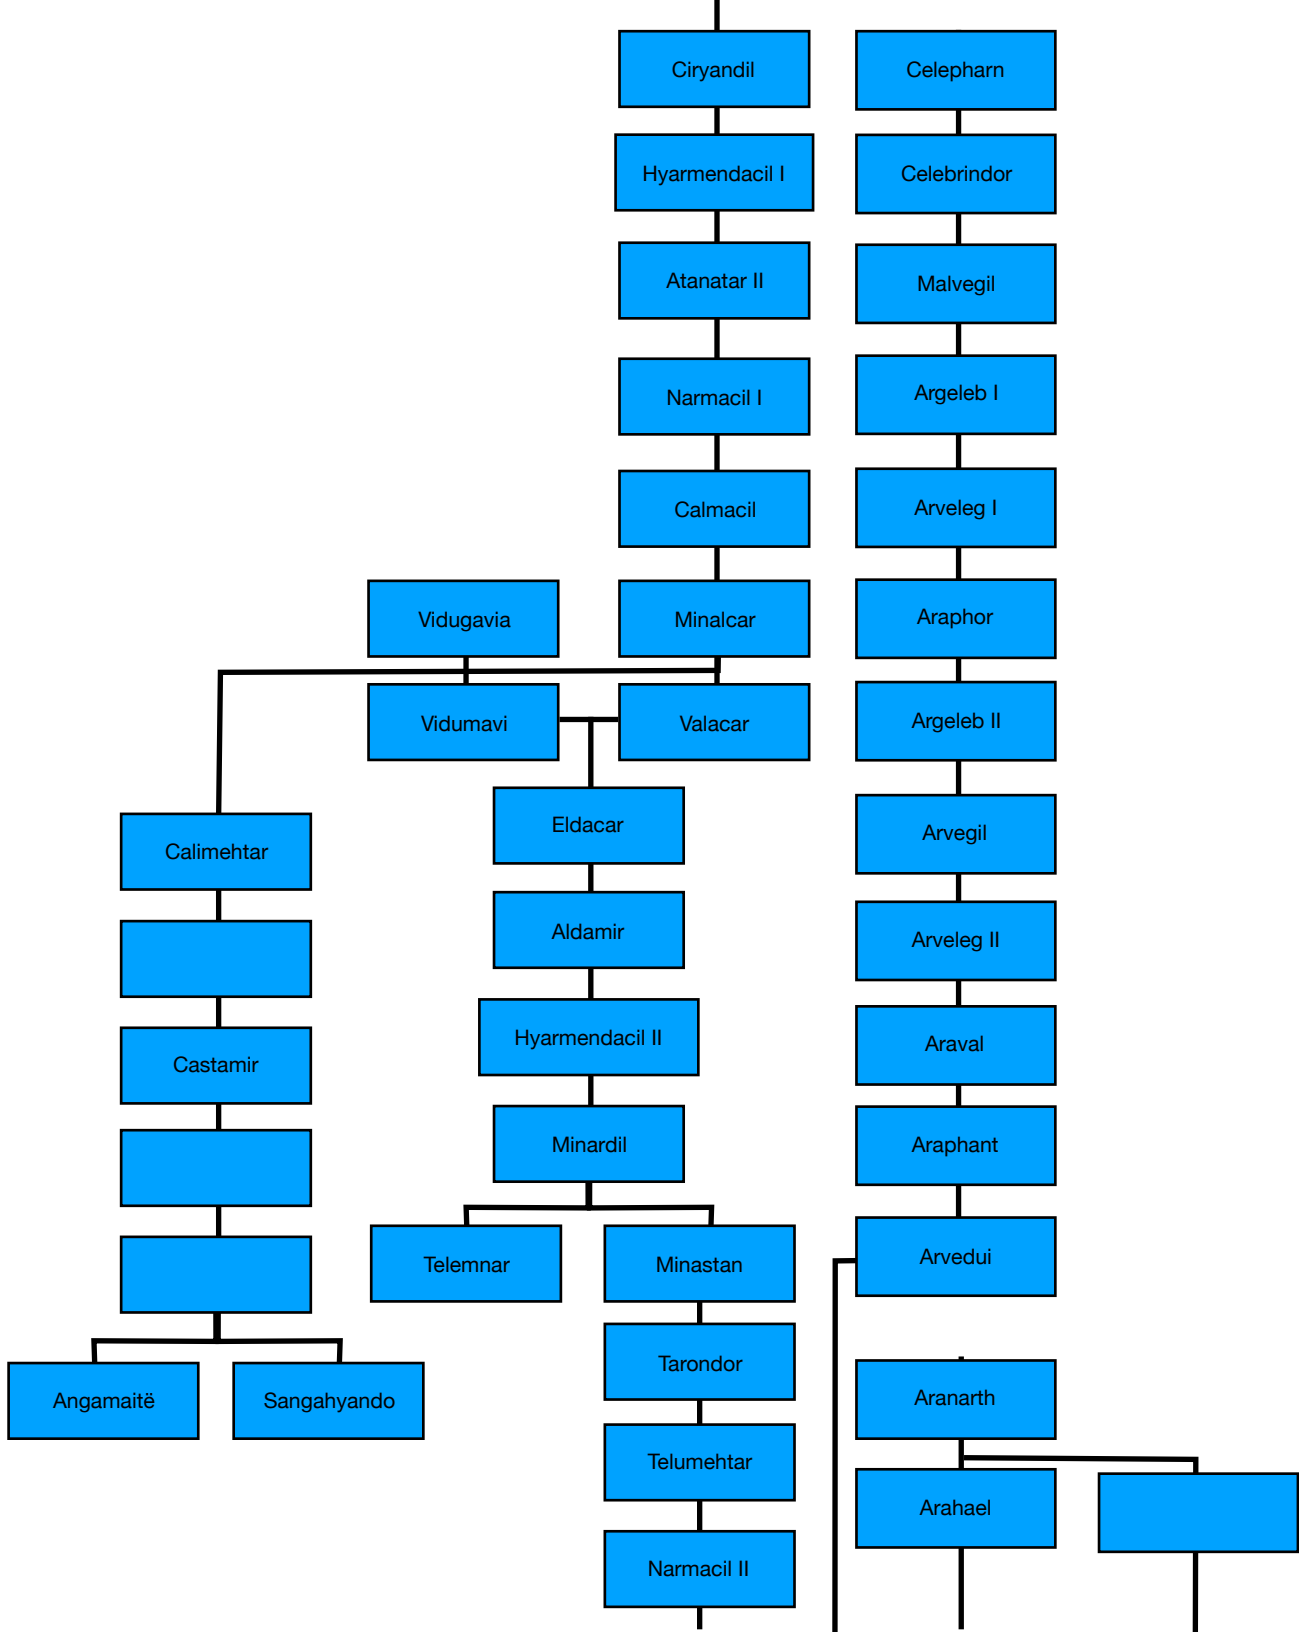 Ciryandil
Celepharn
Hyarmendacil I
Celebrindor
Atanatar II
Malvegil
Narmacil I
Argeleb I
Calmacil
Arveleg I
Vidugavia
Minalcar
Araphor
Vidumavi
Valacar
Argeleb II
Eldacar
Arvegil
Calimehtar
Aldamir
Arveleg II
Hyarmendacil II
Araval
Castamir
Minardil
Araphant
Telemnar
Minastan
Arvedui
Tarondor
Angamaitë
Sangahyando
Aranarth
Telumehtar
Arahael
Narmacil II